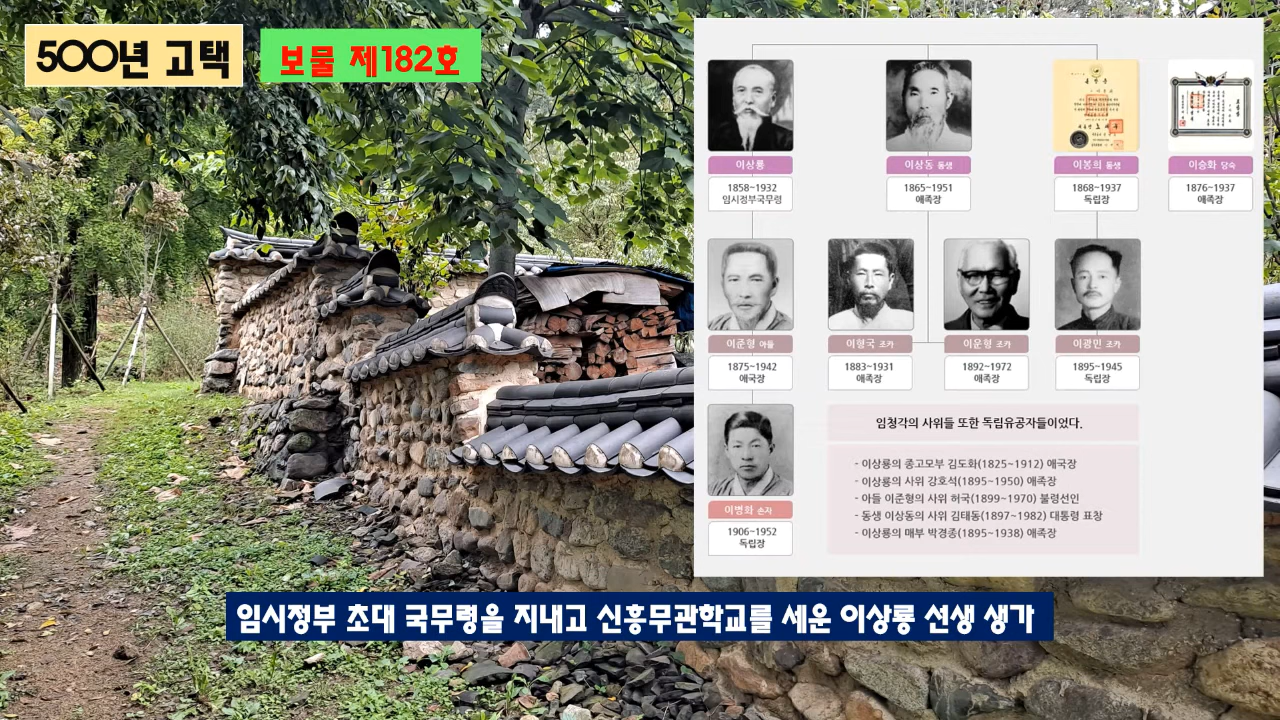 500년 고택
보물 제182호
이상룡
1858~1932
임시정부국무령
이상동 동생
1865~1951
애족장
이봉희 동생
1868~1937
독립장
이승화 당숙
1876~1937
애족장
이준형 아들
1875~1942
애국장
이형국 조카
1883~1931
애족장
이운형 조카
1892~1972
애족장
이광민 조카
1895~1945
독립장
이병화 손자
1906~1952
독립장
임청각의 사위들 또한 독립유공자들이었다.
- 이상룡의 종고모부 김도화(1825~1912) 애국장
- 이상룡의 사위 강호석(1895~1950) 애족장
- 아들 이준형의 사위 허국(1899~1970) 불령선인
- 동생 이상동의 사위 김태동(1897~1982) 대통령 표창
- 이상룡의 매부 박경종(1895~1938) 애족장
임시정부 초대 국무령을 지내고 신흥무관학교를 세운 이상룡 선생 생가